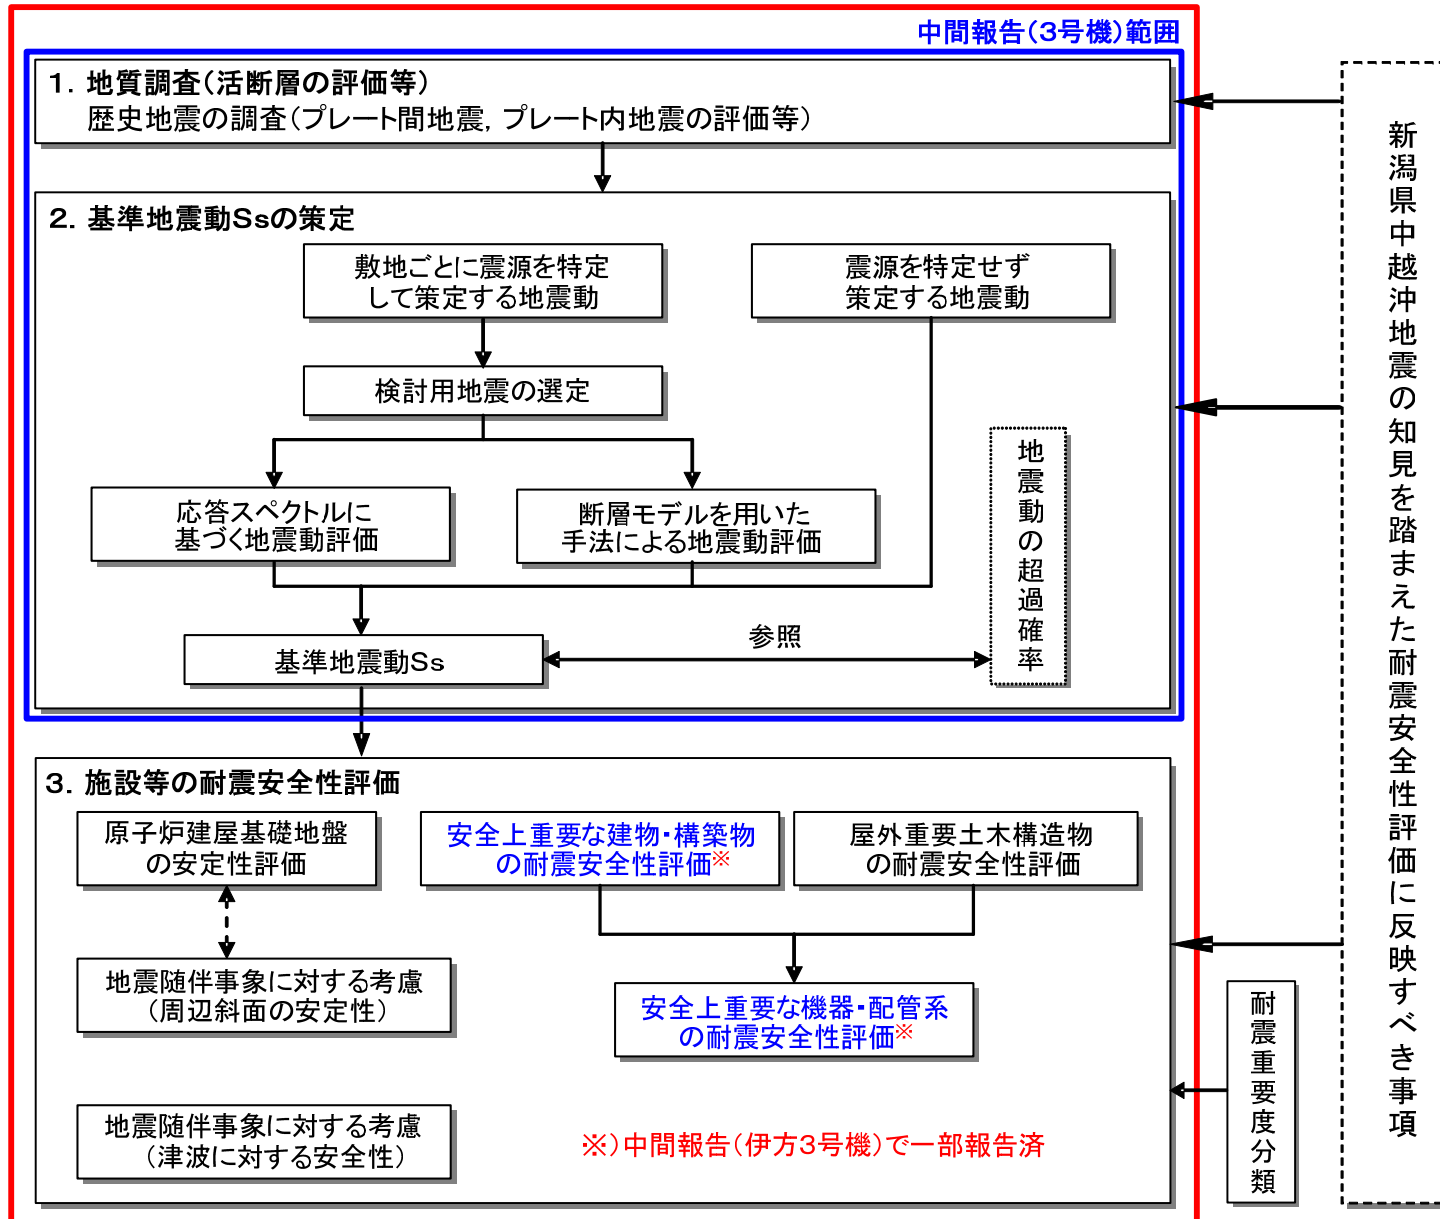 中間報告(3号機)範囲
1. 地質調査(活断層の評価等)
歴史地震の調査(プレート間地震, プレート内地震の評価等)
2. 基準地震動Ssの策定
敷地ごとに震源を特定
して策定する地震動
震源を特定せず
策定する地震動
検討用地震の選定
応答スペクトルに
基づく地震動評価
断層モデルを用いた
手法による地震動評価
地震動の超過確率
参照
基準地震動Ss
3. 施設等の耐震安全性評価
原子炉建屋基礎地盤
の安定性評価
安全上重要な建物・構築物
の耐震安全性評価※
屋外重要土木構造物
の耐震安全性評価
地震随伴事象に対する考慮
(周辺斜面の安定性)
安全上重要な機器・配管系
の耐震安全性評価※
地震随伴事象に対する考慮
(津波に対する安全性)
※)中間報告(伊方3号機)で一部報告済
耐震重要度分類
新潟県中越沖地震の知見を踏まえた耐震安全性評価に反映すべき事項